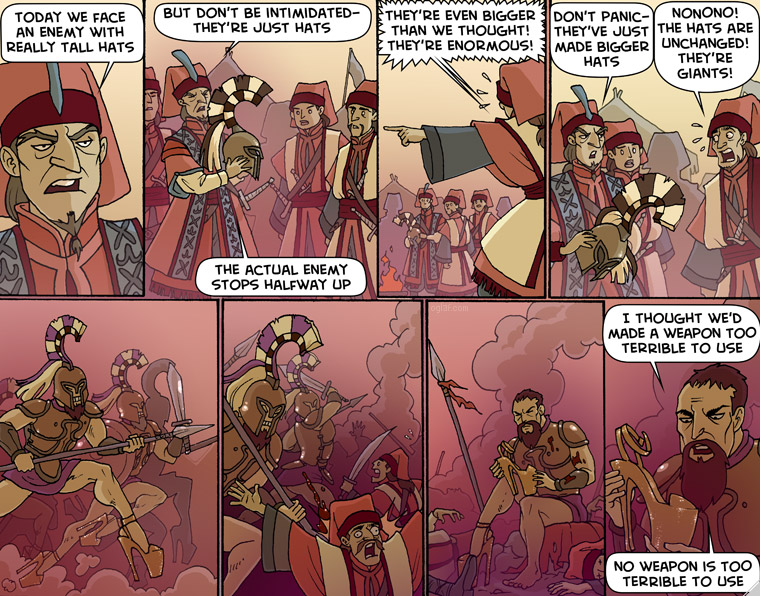 TODAY WE FACE
AN ENEMY WITH
REALLY TALL HATS
BUT DON'T BE INTIMIDATED–
THEY'RE JUST HATS
THE ACTUAL ENEMY
STOPS HALFWAY UP
THEY'RE EVEN BIGGER
THAN WE THOUGHT!
THEY'RE ENORMOUS!
DON'T PANIC–
THEY'VE JUST
MADE BIGGER
HATS
NONONO!
THE HATS ARE
UNCHANGED!
THEY'RE
GIANTS!
I THOUGHT WE'D
MADE A WEAPON TOO
TERRIBLE TO USE
NO WEAPON IS TOO
TERRIBLE TO USE